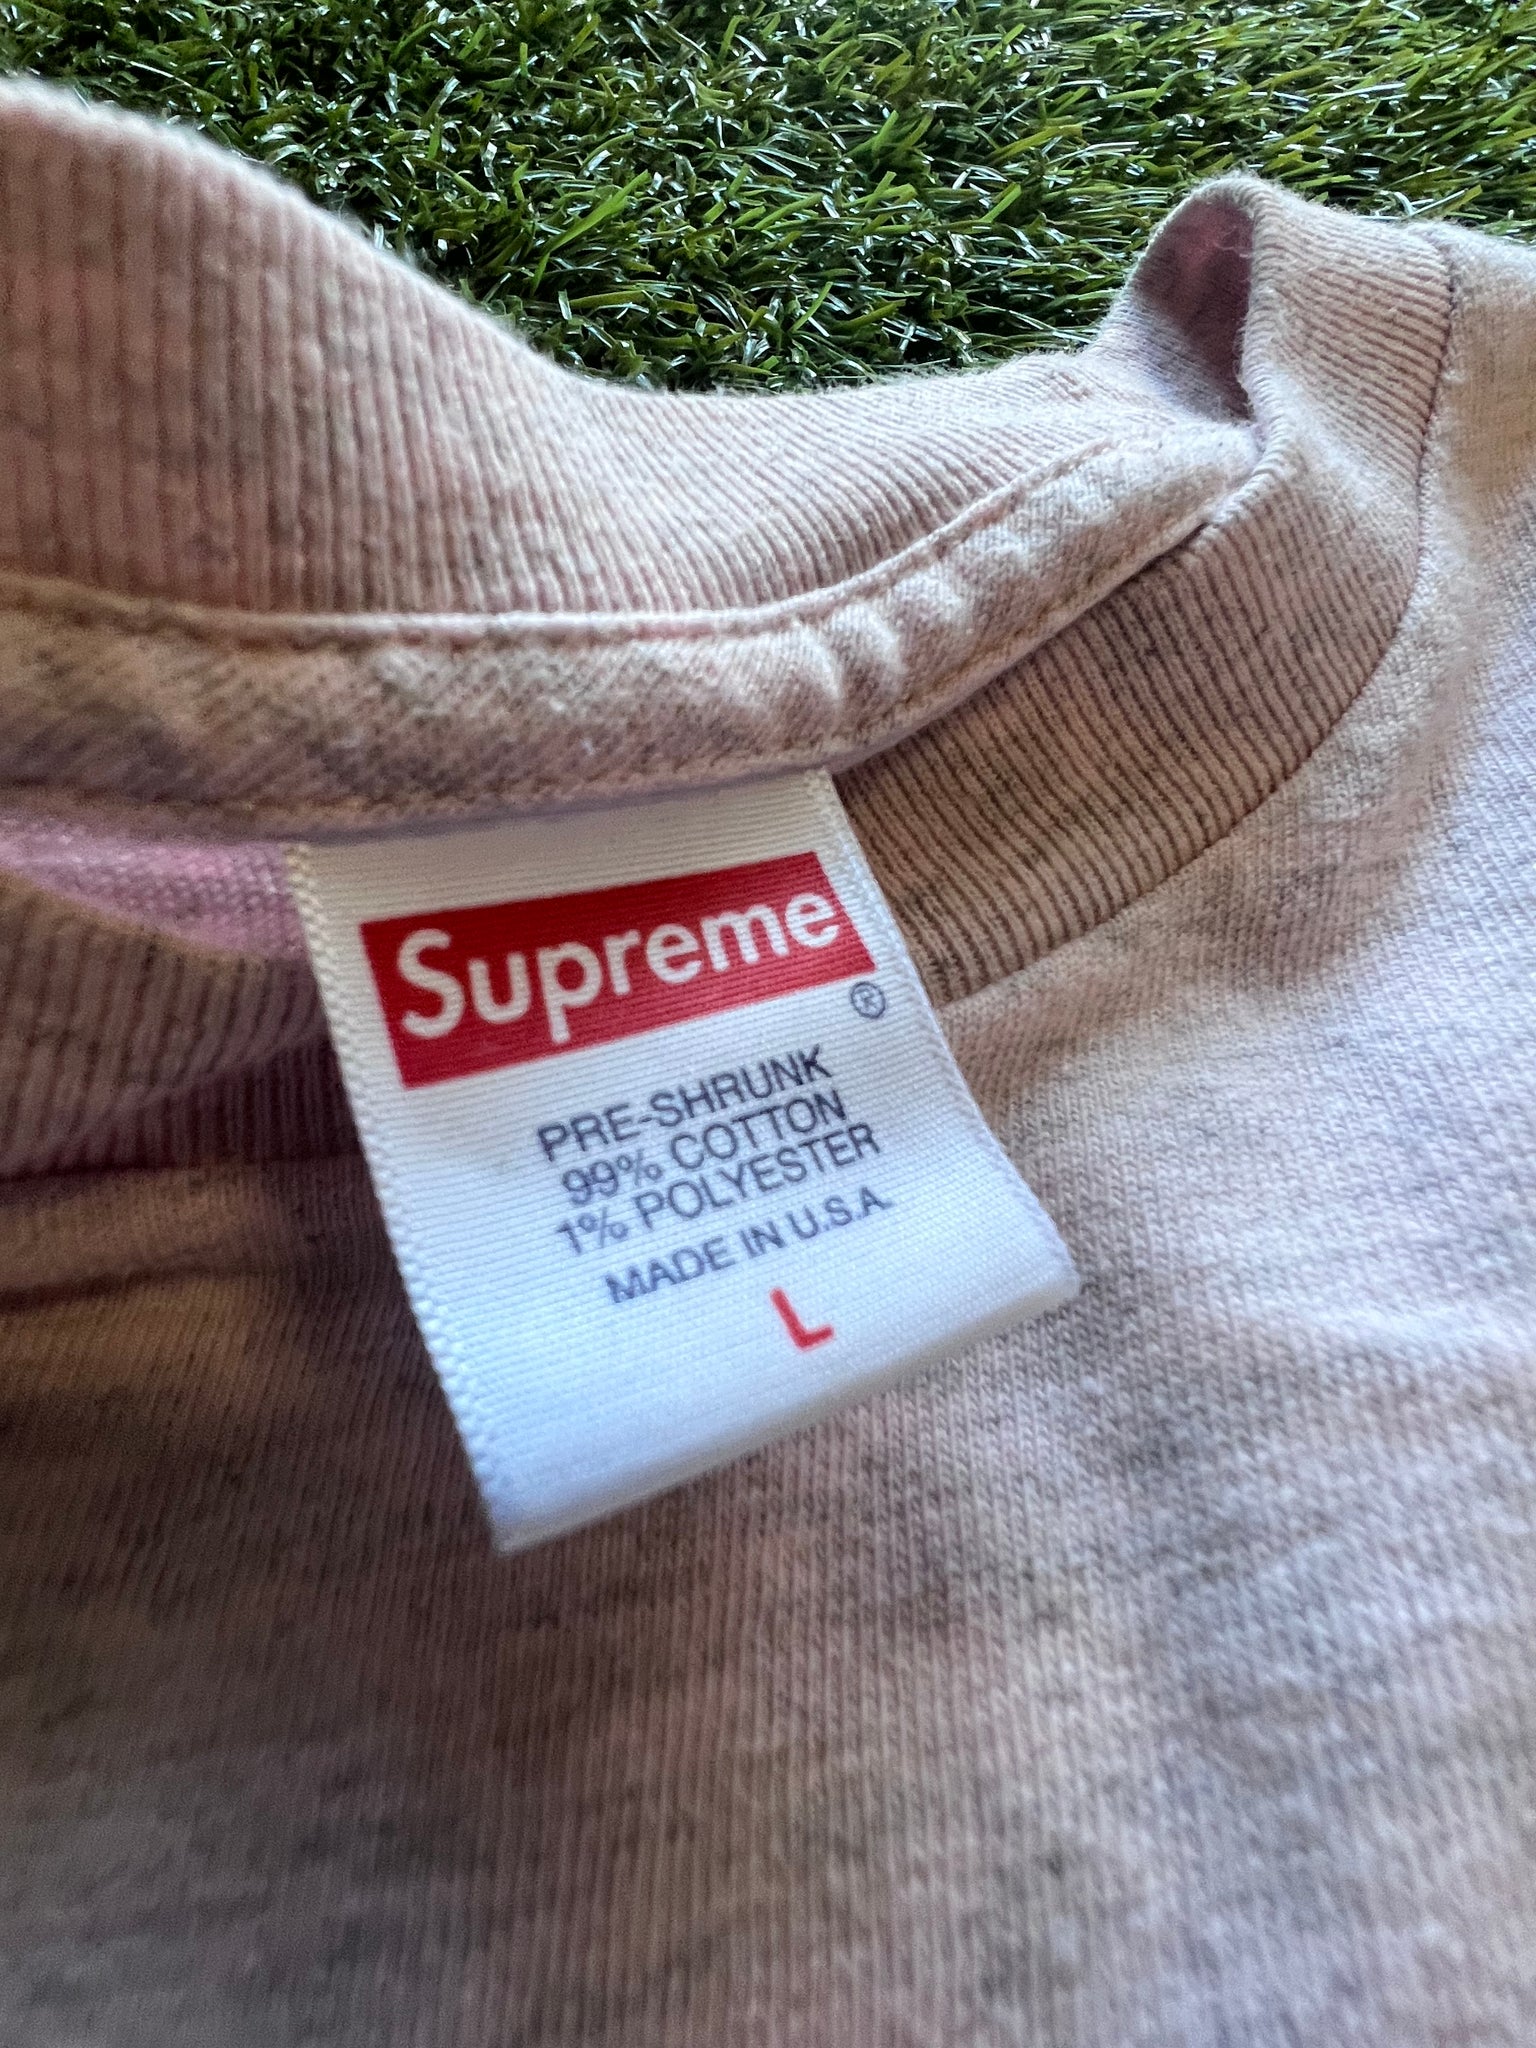 Supreme
®
PRE-SHRUNK
99% COTTON
1% POLYESTER
MADE IN U.S.A.
L